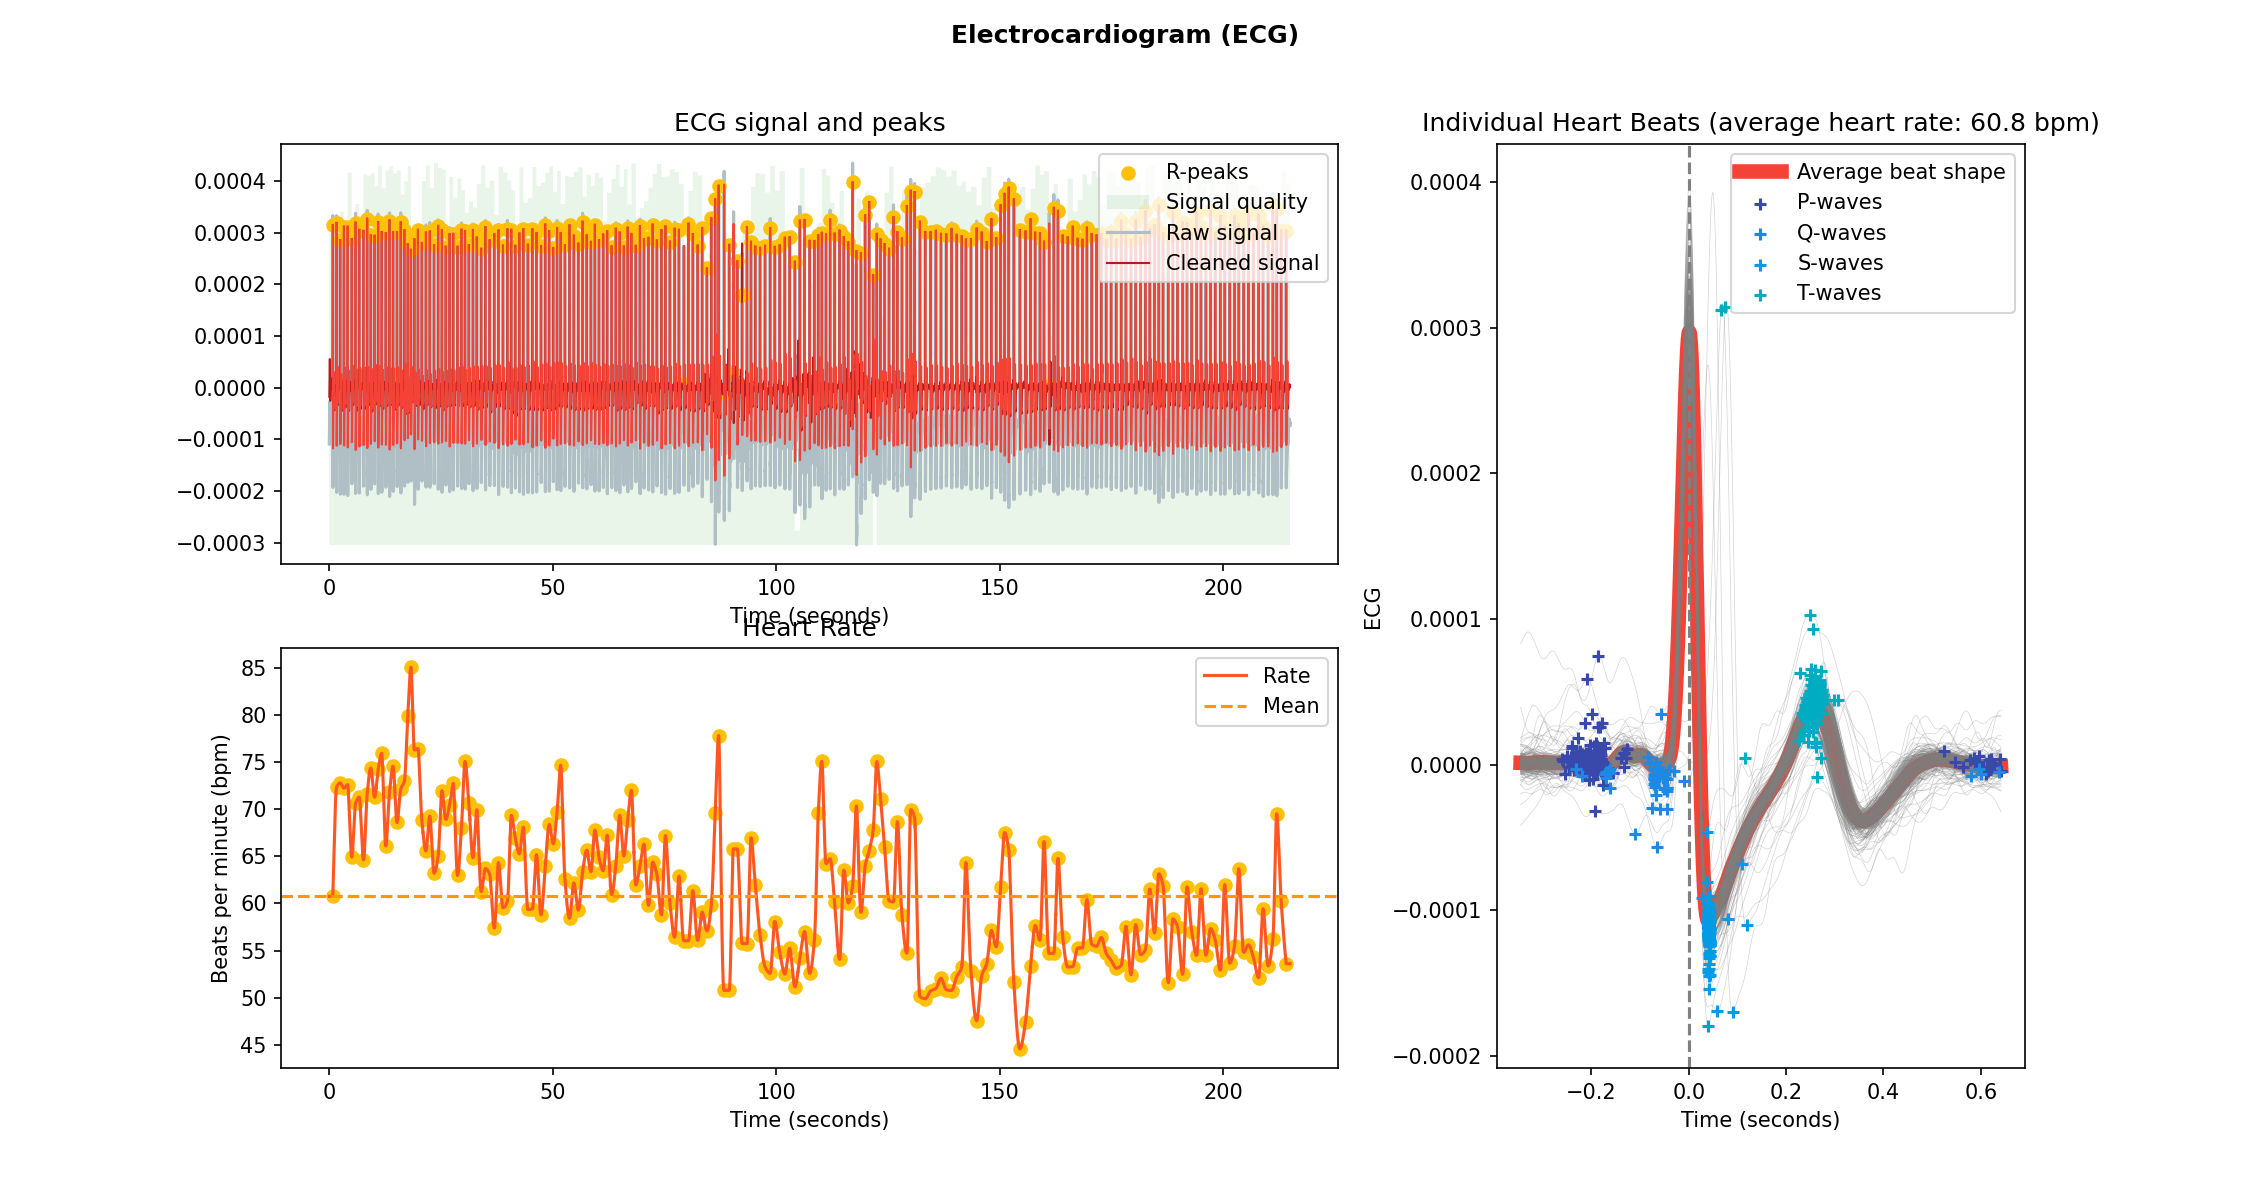 Electrocardiogram (ECG)
ECG signal and peaks
R-peaks
Signal quality
Raw signal
Cleaned signal
0.0004
0.0003
0.0002
0.0001
0.0000
−0.0001
−0.0002
−0.0003
0 50 100 150 200
Time (seconds)
Heart Rate
Rate
Mean
Beats per minute (bpm)
85
80
75
70
65
60
55
50
45
0 50 100 150 200
Time (seconds)
Individual Heart Beats (average heart rate: 60.8 bpm)
Average beat shape
P-waves
Q-waves
S-waves
T-waves
ECG
0.0004
0.0003
0.0002
0.0001
0.0000
−0.0001
−0.0002
−0.2 0.0 0.2 0.4 0.6
Time (seconds)